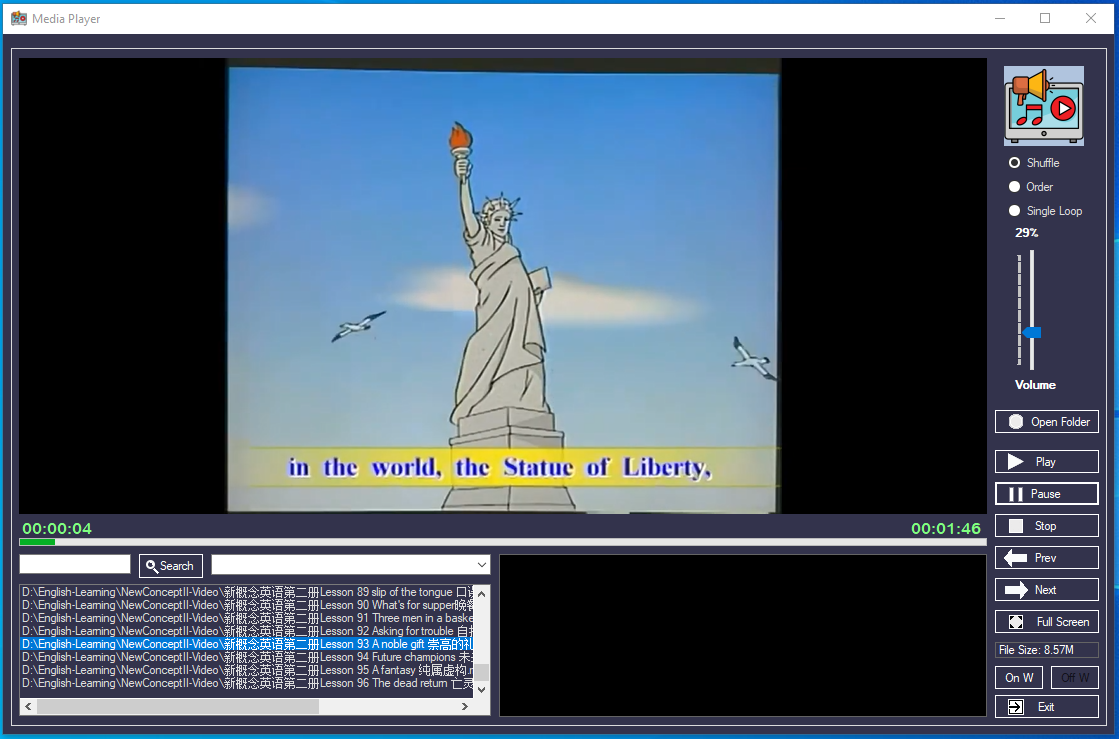 Media Player
in the world, the Statue of Liberty,
00:00:04
00:01:46
Search
D:\English-Learning\NewConceptII-Video\新概念英语第二册Lesson 89 slip of the tongue 口
D:\English-Learning\NewConceptII-Video\新概念英语第二册Lesson 90 What's for supper晚餐
D:\English-Learning\NewConceptII-Video\新概念英语第二册Lesson 91 Three men in a baske
D:\English-Learning\NewConceptII-Video\新概念英语第二册Lesson 92 Asking for trouble 自
D:\English-Learning\NewConceptII-Video\新概念英语第二册Lesson 93 A noble gift 崇高的礼
D:\English-Learning\NewConceptII-Video\新概念英语第二册Lesson 94 Future champions 未
D:\English-Learning\NewConceptII-Video\新概念英语第二册Lesson 95 A fantasy 纯属虚构.
D:\English-Learning\NewConceptII-Video\新概念英语第二册Lesson 96 The dead return 亡灵
Shuffle
Order
Single Loop
29%
Volume
Open Folder
Play
Pause
Stop
Prev
Next
Full Screen
File Size: 8.57M
On W
Off W
Exit